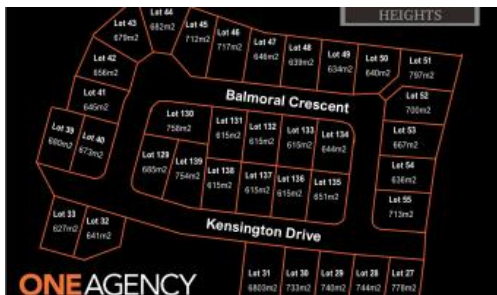 HEIGHTS
Lot 44
682m2
Lot 43
679m2
Lot 45
712m2
Lot 46
717m2
Lot 47
646m2
Lot 48
639m2
Lot 49
634m2
Lot 50
640m2
Lot 51
797m2
Lot 42
656m2
Lot 41
645m2
Lot 52
700m2
Balmoral Crescent
Lot 39
660m2
Lot 40
673m2
Lot 130
758m2
Lot 131
615m2
Lot 132
615m2
Lot 133
615m2
Lot 134
644m2
Lot 53
667m2
Lot 129
685m2
Lot 139
754m2
Lot 138
615m2
Lot 137
615m2
Lot 136
615m2
Lot 135
651m2
Lot 54
636m2
Lot 55
713m2
Lot 33
627m2
Lot 32
641m2
Kensington Drive
Lot 31
6803m2
Lot 30
733m2
Lot 29
740m2
Lot 28
744m2
Lot 27
778m2
ONE AGENCY